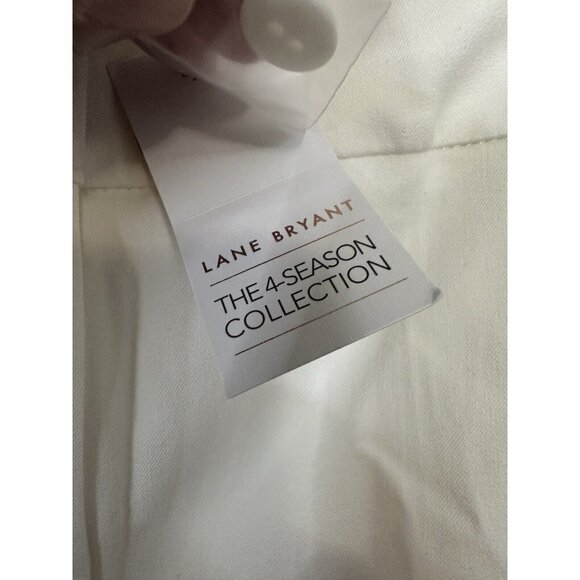 LANE BRYANT
THE 4-SEASON
COLLECTION